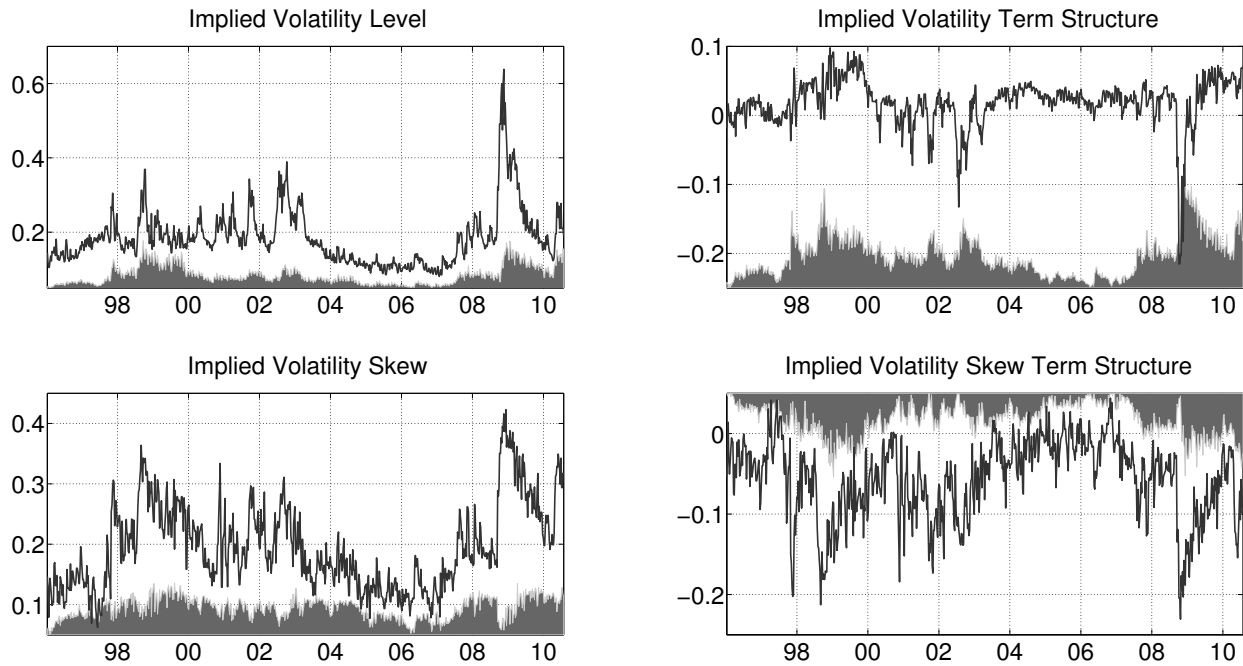 Implied Volatility Level
0.6
0.4
0.2
98 00 02 04 06 08 10
Implied Volatility Term Structure
0.1
0
−0.1
−0.2
98 00 02 04 06 08 10
Implied Volatility Skew
0.4
0.3
0.2
0.1
98 00 02 04 06 08 10
Implied Volatility Skew Term Structure
0
−0.1
−0.2
98 00 02 04 06 08 10